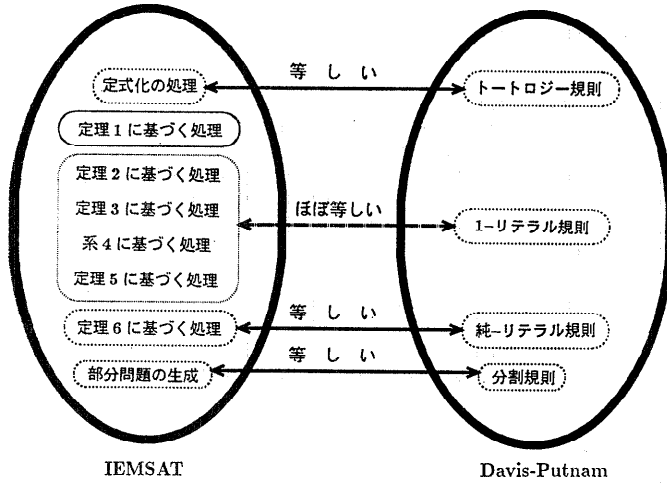 等しい
定式化の処理
トートロジー規則
定理1に基づく処理
定理2に基づく処理
定理3に基づく処理
ほぼ等しい
1–リテラル規則
系4に基づく処理
定理5に基づく処理
等しい
定理6に基づく処理
純–リテラル規則
等しい
部分問題の生成
分割規則
IEMSAT
Davis-Putnam